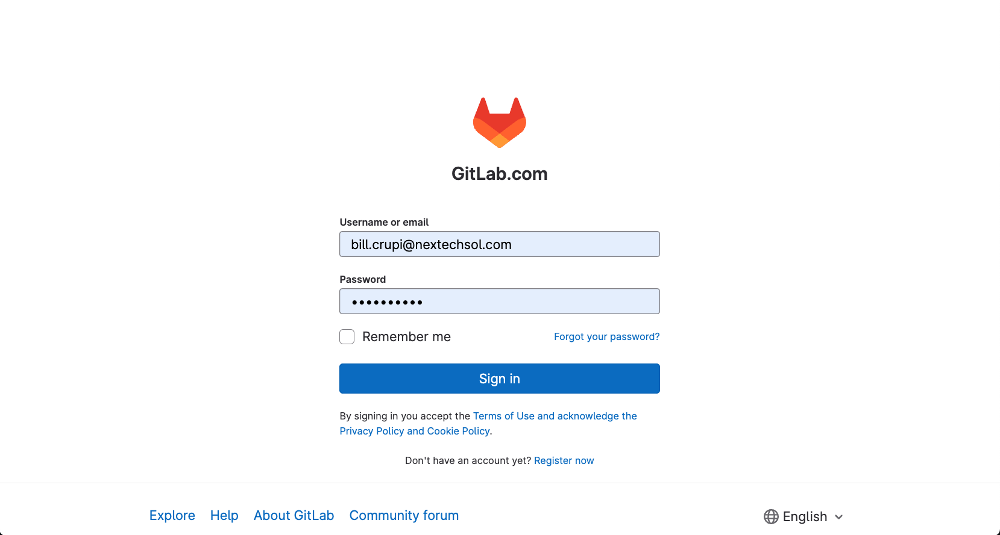 GitLab.com
Username or email
bill.crupi@nextechsol.com
Password
••••••••••
Remember me
Forgot your password?
Sign in
By signing in you accept the Terms of Use and acknowledge the
Privacy Policy and Cookie Policy.
Don't have an account yet? Register now
Explore Help About GitLab Community forum
English